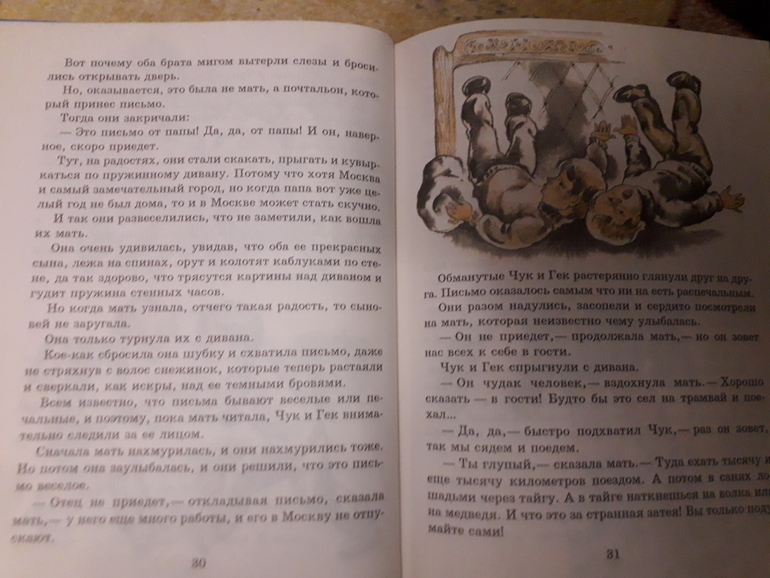 Вот почему оба брата мигом вытерли слезы и броси-
лись открывать дверь.
Но, оказывается, это была не мать, а почтальон, кото-
рый принес письмо.
Тогда они закричали:
— Это письмо от папы! Да, да, от папы! И он, навер-
ное, скоро приедет.
Тут, на радостях, они стали скакать, прыгать и кувыр-
каться по пружинному дивану. Потому что хотя Москва
и самый замечательный город, но когда папа вот уже це-
лый год не был дома, то и в Москве может стать скучно.
И так они развеселились, что не заметили, как вошла
их мать.
Она очень удивилась, увидав, что оба ее прекрасных
сына, лежа на спинах, орут и колотят каблуками по сте-
не, да так здорово, что трясутся картины над диваном и
гудит пружина стенных часов.
Но когда мать узнала, отчего такая радость, то сыно-
вей не заругала.
Она только турнула их с дивана.
Кое-как сбросила она шубку и схватила письмо, даже
не стряхнув с волос снежинок, которые теперь растаяли
и сверкали, как искры, над ее темными бровями.
Всем известно, что письма бывают веселые или пе-
чальные, и поэтому, пока мать читала, Чук и Гек внима-
тельно следили за ее лицом.
Сначала мать нахмурилась, и они нахмурились тоже.
Но потом она заулыбалась, и они решили, что это пись-
мо веселое.
— Отец не приедет,— откладывая письмо, сказала
мать,— у него еще много работы, и его в Москву не отпу-
скают.
30
Обманутые Чук и Гек растерянно глянули друг на дру-
га. Письмо оказалось самым что ни на есть распечальным.
Они разом надулись, засопели и сердито посмотрели
на мать, которая неизвестно чему улыбалась.
— Он не приедет,— продолжала мать,— но он зовет
нас всех к себе в гости.
Чук и Гек спрыгнули с дивана.
— Он чудак человек,— вздохнула мать.— Хорошо
сказать — в гости! Будто бы это сел на трамвай и пое-
хал...
— Да, да,— быстро подхватил Чук,— раз он зовет,
так мы сядем и поедем.
— Ты глупый,— сказала мать.— Туда ехать тысячу и
еще тысячу километров поездом. А потом в санях ло-
шадьми через тайгу. А в тайге наткнешься на волка или
на медведя. И что это за странная затея! Вы только поду-
майте сами!
31